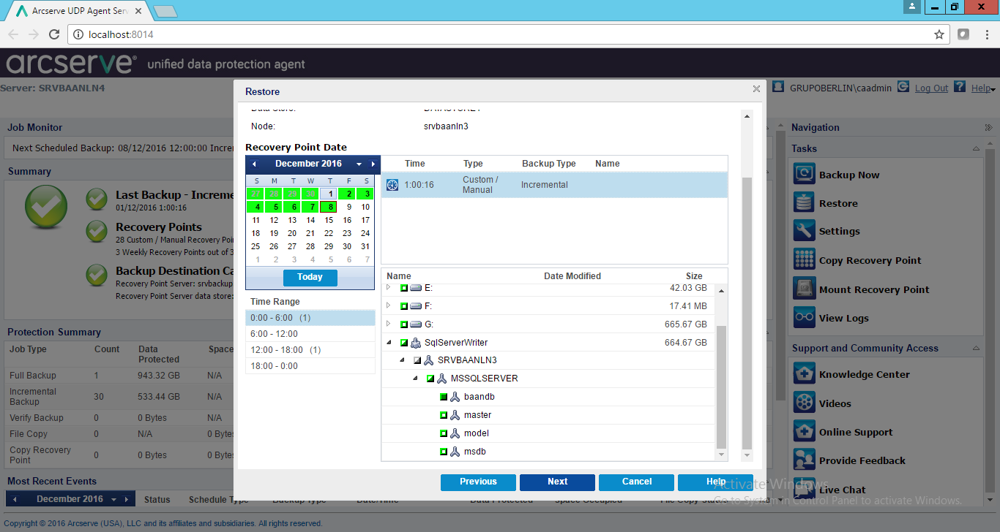 Arcserve UDP Agent Serv
localhost:8014
arcserve® unified data protection agent
Server: SRVBAANLN4
GRUPOBERLIN\caadmin Log Out Help
Job Monitor
Next Scheduled Backup: 08/12/2016 12:00:00 Incre
Summary
Last Backup - Increme
01/12/2016 1:00:16
Recovery Points
28 Custom / Manual Recovery Poi
3 Weekly Recovery Points out of 3
Backup Destination Ca
Recovery Point Server: srvbackup
Recovery Point Server data store:
Protection Summary
Job Type Count Data Protected Space
Full Backup 1 943.32 GB N/A
Incremental Backup 30 533.44 GB N/A
Verify Backup 0 0 Bytes N/A
File Copy 0 N/A 0 Bytes
Copy Recovery Point 0 0 Bytes 0 Bytes
Most Recent Events
December 2016 Status Schedule Type Backup Type Date/Time Data Protected Space Occupied File Copy Status
Restore
Data Store: DATASTORE1
Node: srvbaanln3
Recovery Point Date
December 2016
S M T W T F S
27 28 29 30 1 2 3
4 5 6 7 8 9 10
11 12 13 14 15 16 17
18 19 20 21 22 23 24
25 26 27 28 29 30 31
1 2 3 4 5 6 7
Today
Time Range
0:00 - 6:00 (1)
6:00 - 12:00
12:00 - 18:00 (1)
18:00 - 0:00
Time Type Backup Type Name
1:00:16 Custom / Manual Incremental
Name Date Modified Size
E: 42.03 GB
F: 17.41 MB
G: 665.67 GB
SqlServerWriter 664.67 GB
SRVBAANLN3
MSSQLSERVER
baandb
master
model
msdb
Previous Next Cancel Help
Navigation
Tasks
Backup Now
Restore
Settings
Copy Recovery Point
Mount Recovery Point
View Logs
Support and Community Access
Knowledge Center
Videos
Online Support
Provide Feedback
Live Chat
Activate Windows
Go to System in Control Panel to activate Windows.
Copyright © 2016 Arcserve (USA), LLC and its affiliates and subsidiaries. All rights reserved.